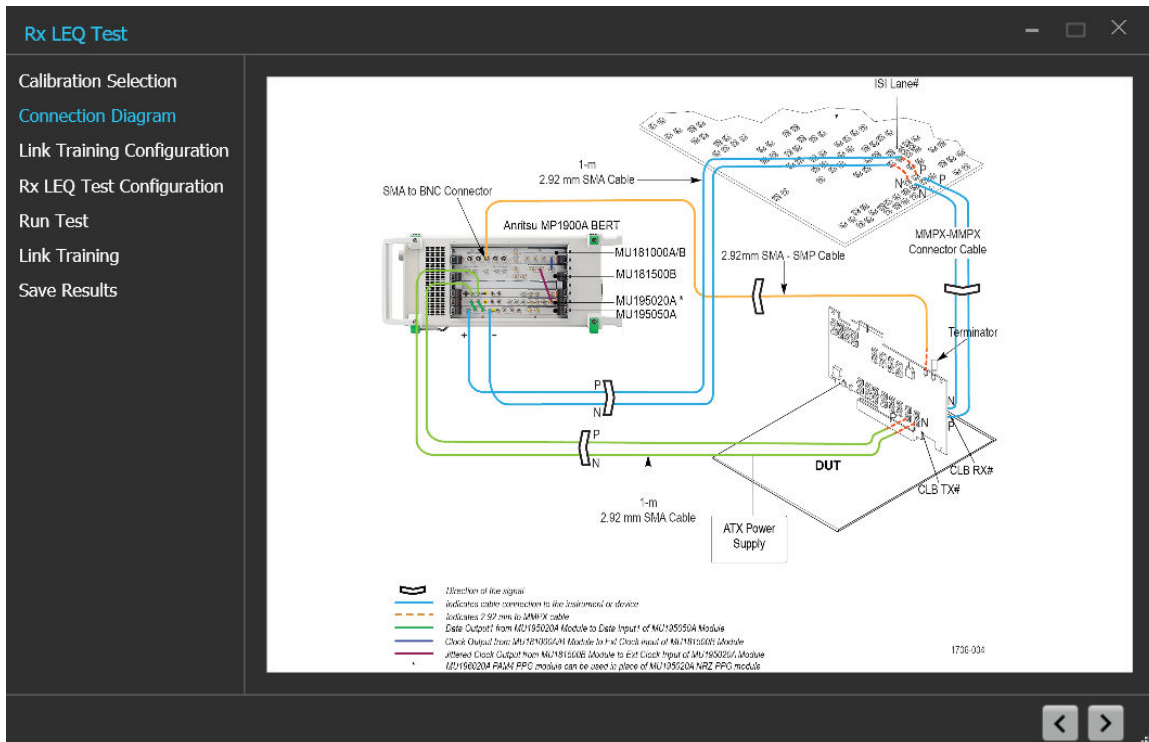 Rx LEQ Test
Calibration Selection
Connection Diagram
Link Training Configuration
Rx LEQ Test Configuration
Run Test
Link Training
Save Results
ISI Lane#
1-m
2.92 mm SMA Cable
P
P
N
N
SMA to BNC Connector
Anritsu MP1900A BERT
MU181000A/B
MU181500B
MU195020A *
MU195050A
+
-
2.92mm SMA - SMP Cable
MMPX-MMPX
Connector Cable
Terminator
P
N
P
N
P
N
N
P
DUT
CLB RX#
CLB TX#
1-m
2.92 mm SMA Cable
ATX Power
Supply
Direction of the signal
Indicates cable connection to the instrument or device
Indicates 2.92 mm to MMPX cable
Data Output1 from MU195020A Module to Data Input1 of MU195050A Module
Clock Output from MU181000A/B Module to Ext Clock Input of MU181500B Module
Jittered Clock Output from MU181500B Module to Ext Clock Input of MU195020A Module
* MU196020A PAM4 PPG module can be used in place of MU195020A NRZ PPG module
1738-034